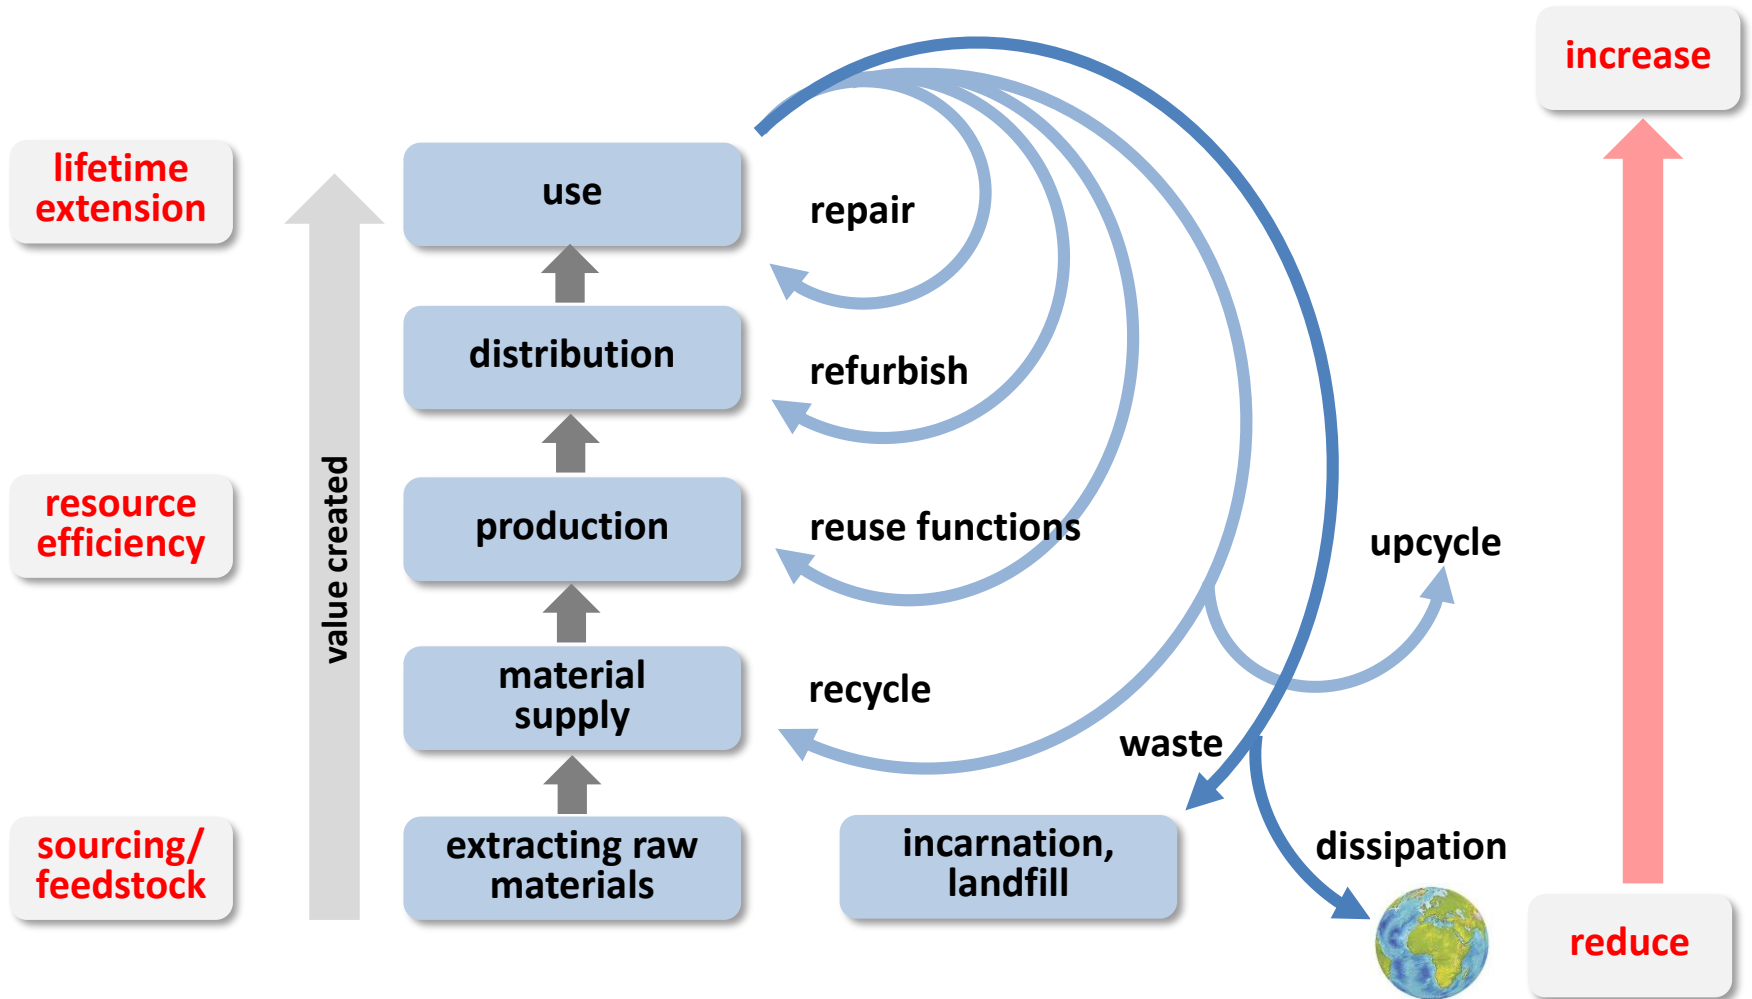 increase
lifetime
extension
use
repair
distribution
refurbish
value created
resource
efficiency
production
reuse functions
upcycle
material
supply
recycle
waste
sourcing/
feedstock
extracting raw
materials
incarnation,
landfill
dissipation
reduce